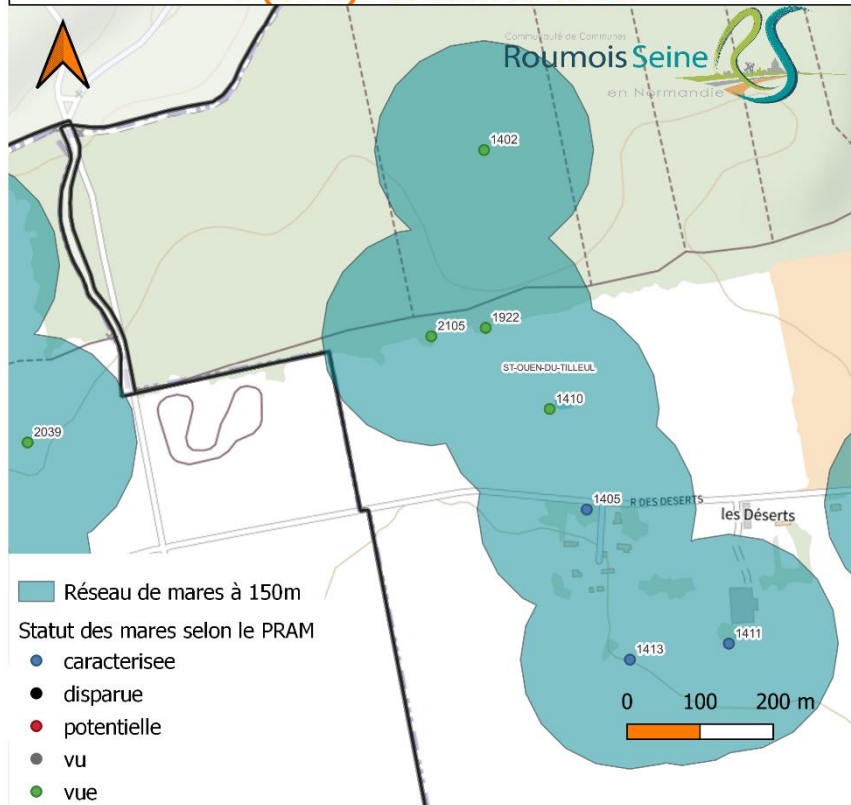 Communauté de Communes
Roumois Seine
en Normandie
1402
2105
1922
ST-OUEN-DU-TILLEUL
1410
2039
1405
R DES DESERTS
les Déserts
1411
1413
Réseau de mares à 150m
Statut des mares selon le PRAM
caracterisee
disparue
potentielle
vu
vue
0 100 200 m